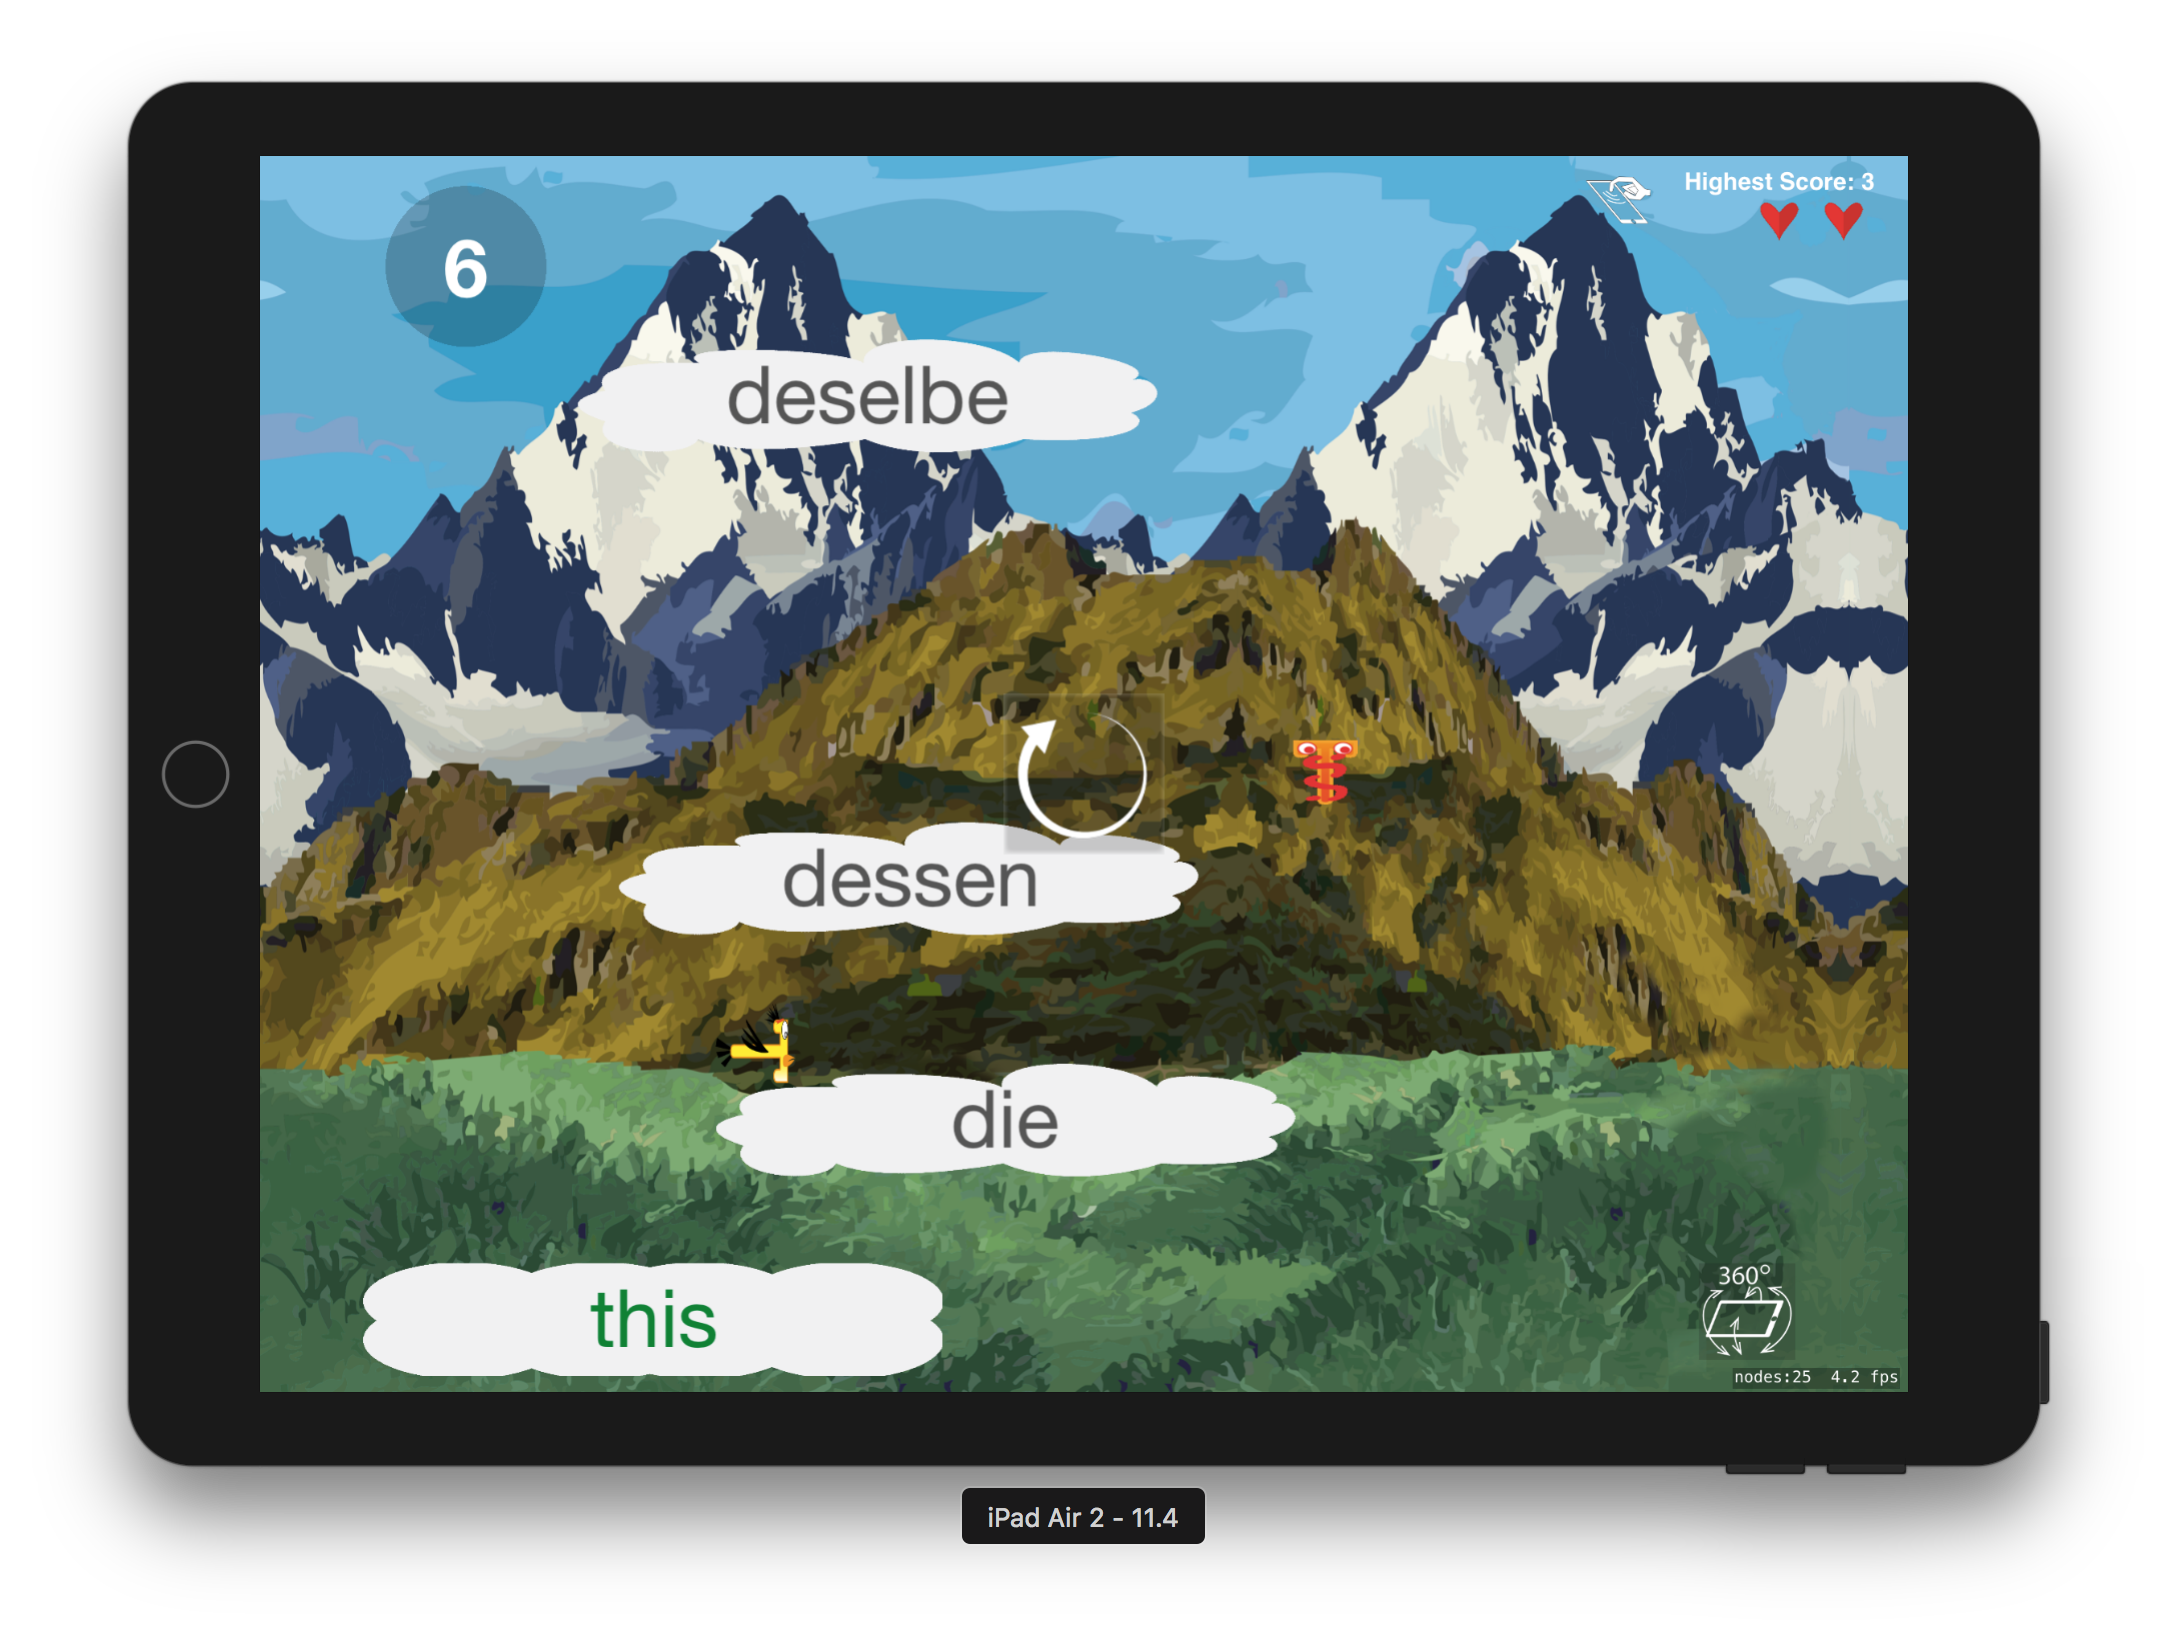 Highest Score: 3
6
deselbe
dessen
die
this
360°
nodes:25 4.2 fps
iPad Air 2 - 11.4